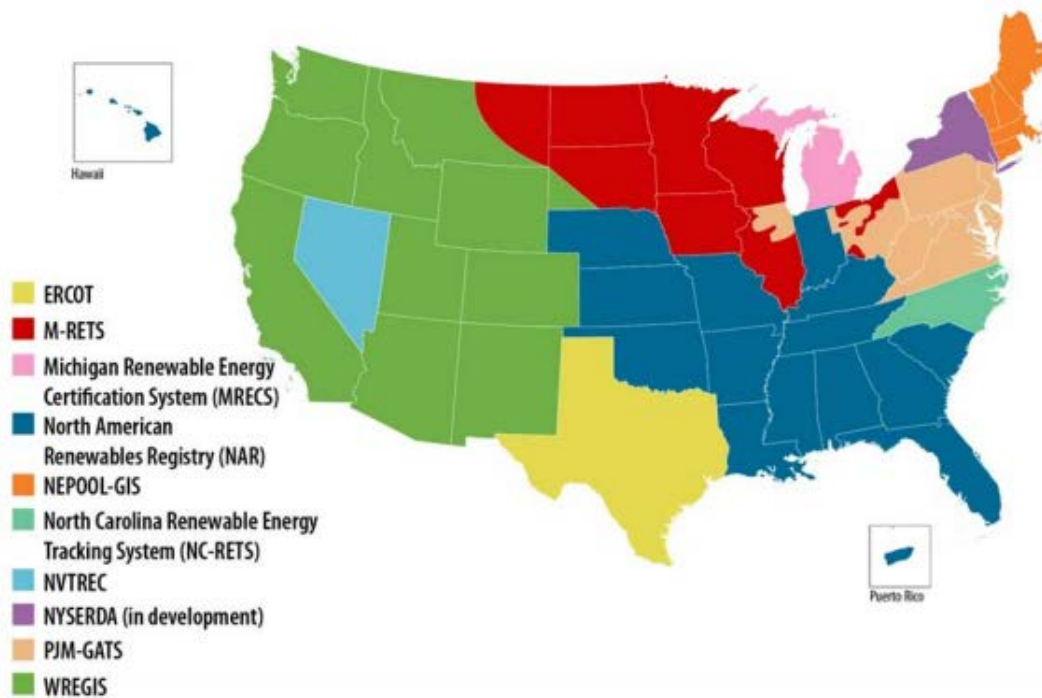 Hawaii
ERCOT
M-RETS
Michigan Renewable Energy
Certification System (MRECS)
North American
Renewables Registry (NAR)
NEPOOL-GIS
North Carolina Renewable Energy
Tracking System (NC-RETS)
NVTREC
NYSERDA (in development)
PJM-GATS
WREGIS
Puerto Rico